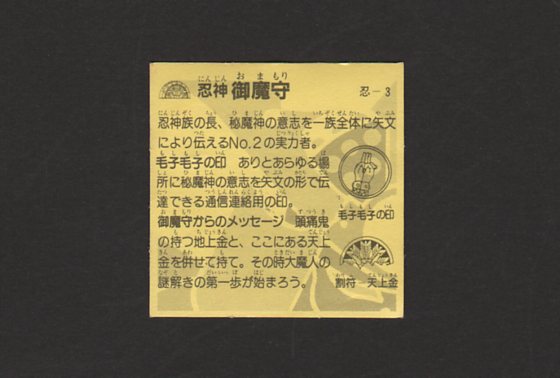 忍神 御魔守 忍－3
忍神族の長、秘魔神の意志を一族全体に矢文
により伝えるNo.2の実力者。
毛子毛子の印 ありとあらゆる場
所に秘魔神の意志を矢文の形で伝
達できる通信連絡用の印。
毛子毛子の印
御魔守からのメッセージ 頭痛鬼
の持つ地上金と、ここにある天上
金を併せて持て。その時大魔人の
謎解きの第一歩が始まろう。
割符－天上金